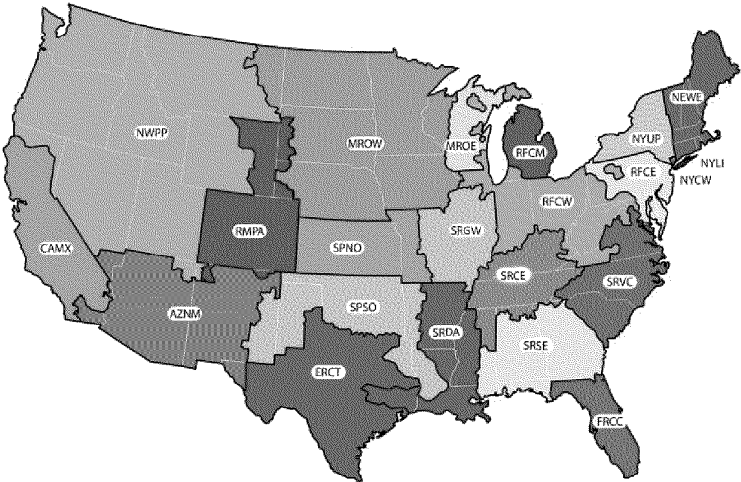 NEWE
NWPP
NYUP
MROW
MROE
RFCM
NYLI
RFCE
NYCW
RFCW
RMPA
SRGW
CAMX
SPNO
SRCE
SRVC
SPSO
AZNM
SRDA
SRSE
ERCT
FRCC